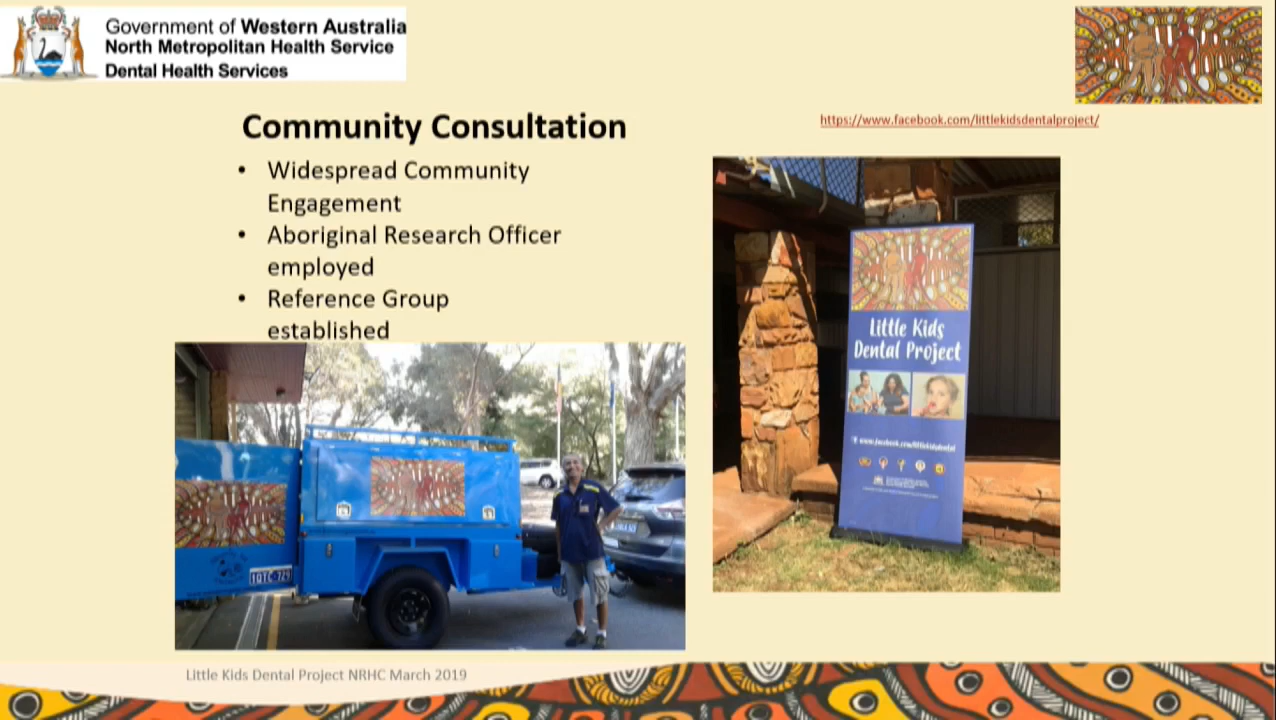 Government of Western Australia
North Metropolitan Health Service
Dental Health Services
https://www.facebook.com/littlekidsdentalproject/
Community Consultation
• Widespread Community
Engagement
• Aboriginal Research Officer
employed
• Reference Group
established
Little Kids
Dental Project
www.facebook.com/littlekidsdental
1QTC 729
Little Kids Dental Project NRHC March 2019